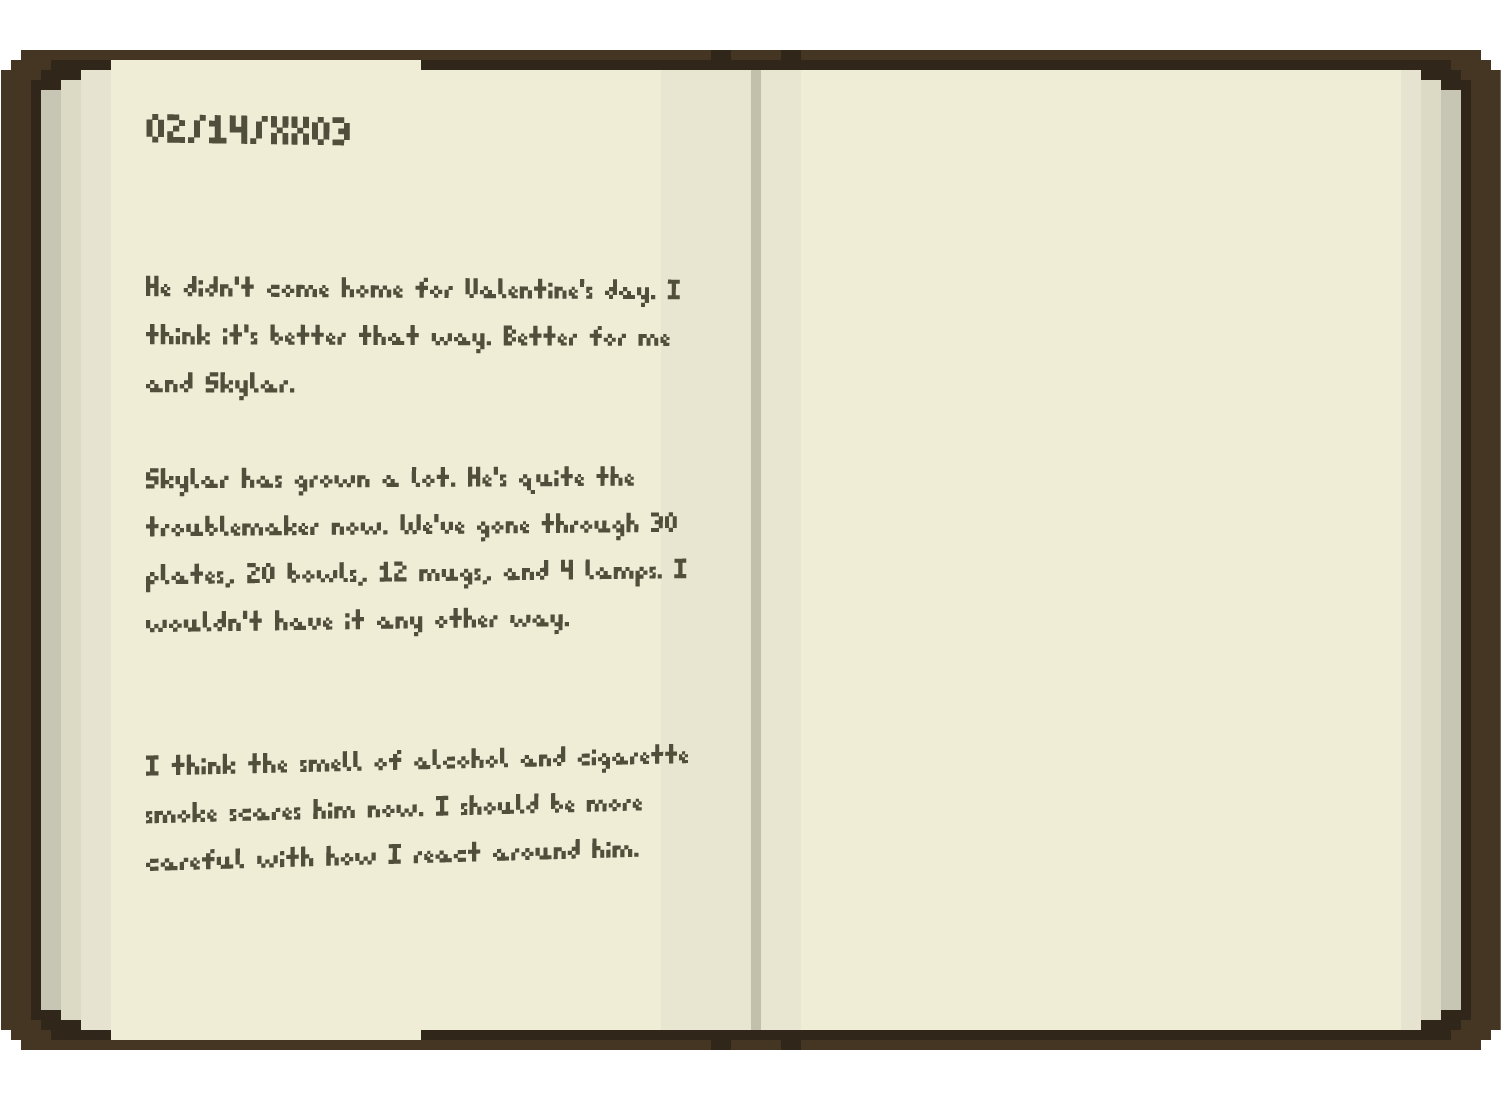 02/14/XX03
He didn't come home for Valentine's day. I
think it's better that way. Better for me
and Skylar.
Skylar has grown a lot. He's quite the
troublemaker now. We've gone through 30
plates, 20 bowls, 12 mugs, and 4 lamps. I
wouldn't have it any other way.
I think the smell of alcohol and cigarette
smoke scares him now. I should be more
careful with how I react around him.